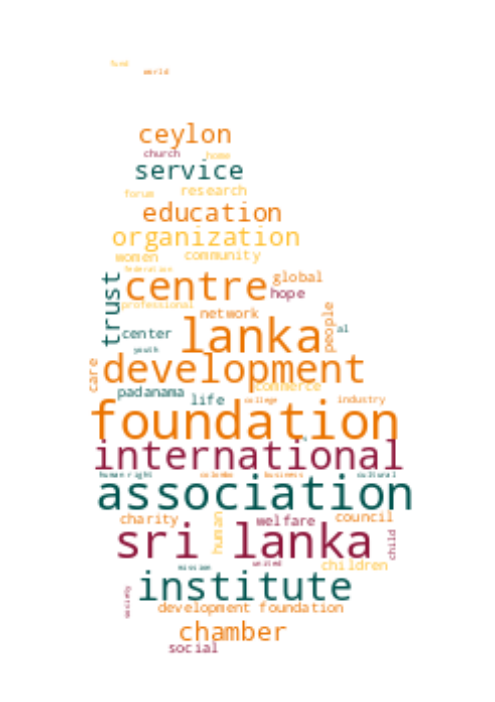 fund
world
ceylon
church home
service
forum research
education
organization
women community
federation
trust centre global
hope
professional
network
people
center lanka al
youth
care development
commerce
padanama life college industry
foundation
international
human right colombo business cultural
association
charity human welfare council
sri lanka child
mission united children
institute
society development foundation
chamber
social